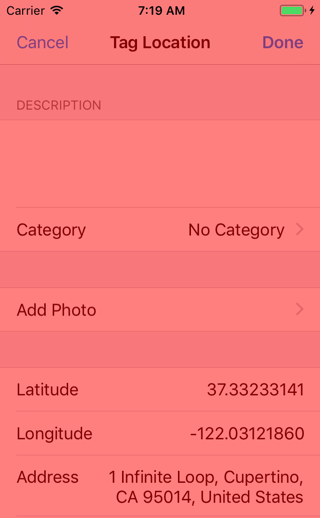 Carrier 7:19 AM
Cancel Tag Location Done
DESCRIPTION
Category No Category
Add Photo
Latitude 37.33233141
Longitude -122.03121860
Address 1 Infinite Loop, Cupertino,
CA 95014, United States